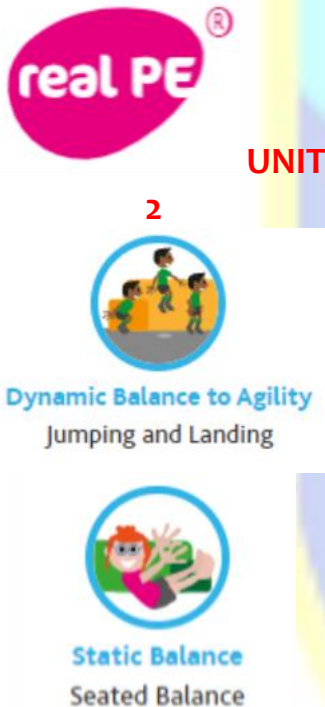 real PE®
UNIT
2
Dynamic Balance to Agility
Jumping and Landing
Static Balance
Seated Balance